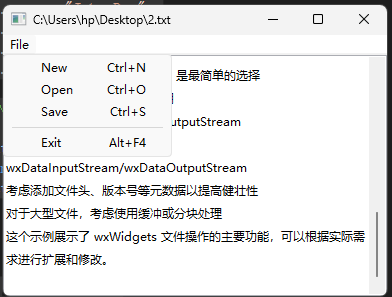 C:\Users\hp\Desktop\2.txt
File
New Ctrl+N
Open Ctrl+O
Save Ctrl+S
Exit Alt+F4
是最简单的选择
utputStream
wxDataInputStream/wxDataOutputStream
考虑添加文件头、版本号等元数据以提高健壮性
对于大型文件，考虑使用缓冲或分块处理
这个示例展示了 wxWidgets 文件操作的主要功能，可以根据实际需
求进行扩展和修改。